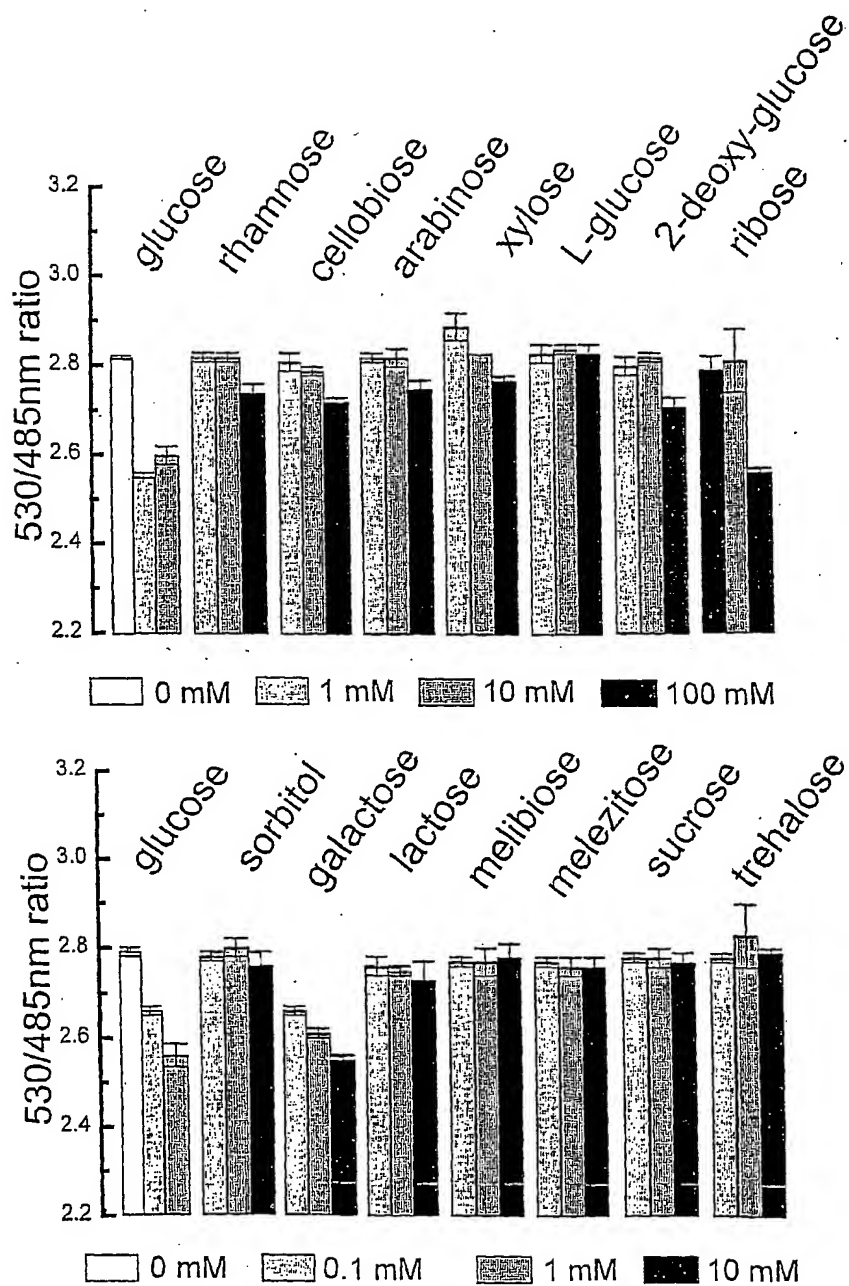 glucose
rhamnose
cellobiose
arabinose
xylose
L-glucose
2-deoxy-glucose
ribose
530/485nm ratio
3.2
3.0
2.8
2.6
2.4
2.2
0 mM 1 mM 10 mM 100 mM
glucose
sorbitol
galactose
lactose
melibiose
melezitose
sucrose
trehalose
530/485nm ratio
3.2
3.0
2.8
2.6
2.4
2.2
0 mM 0.1 mM 1 mM 10 mM